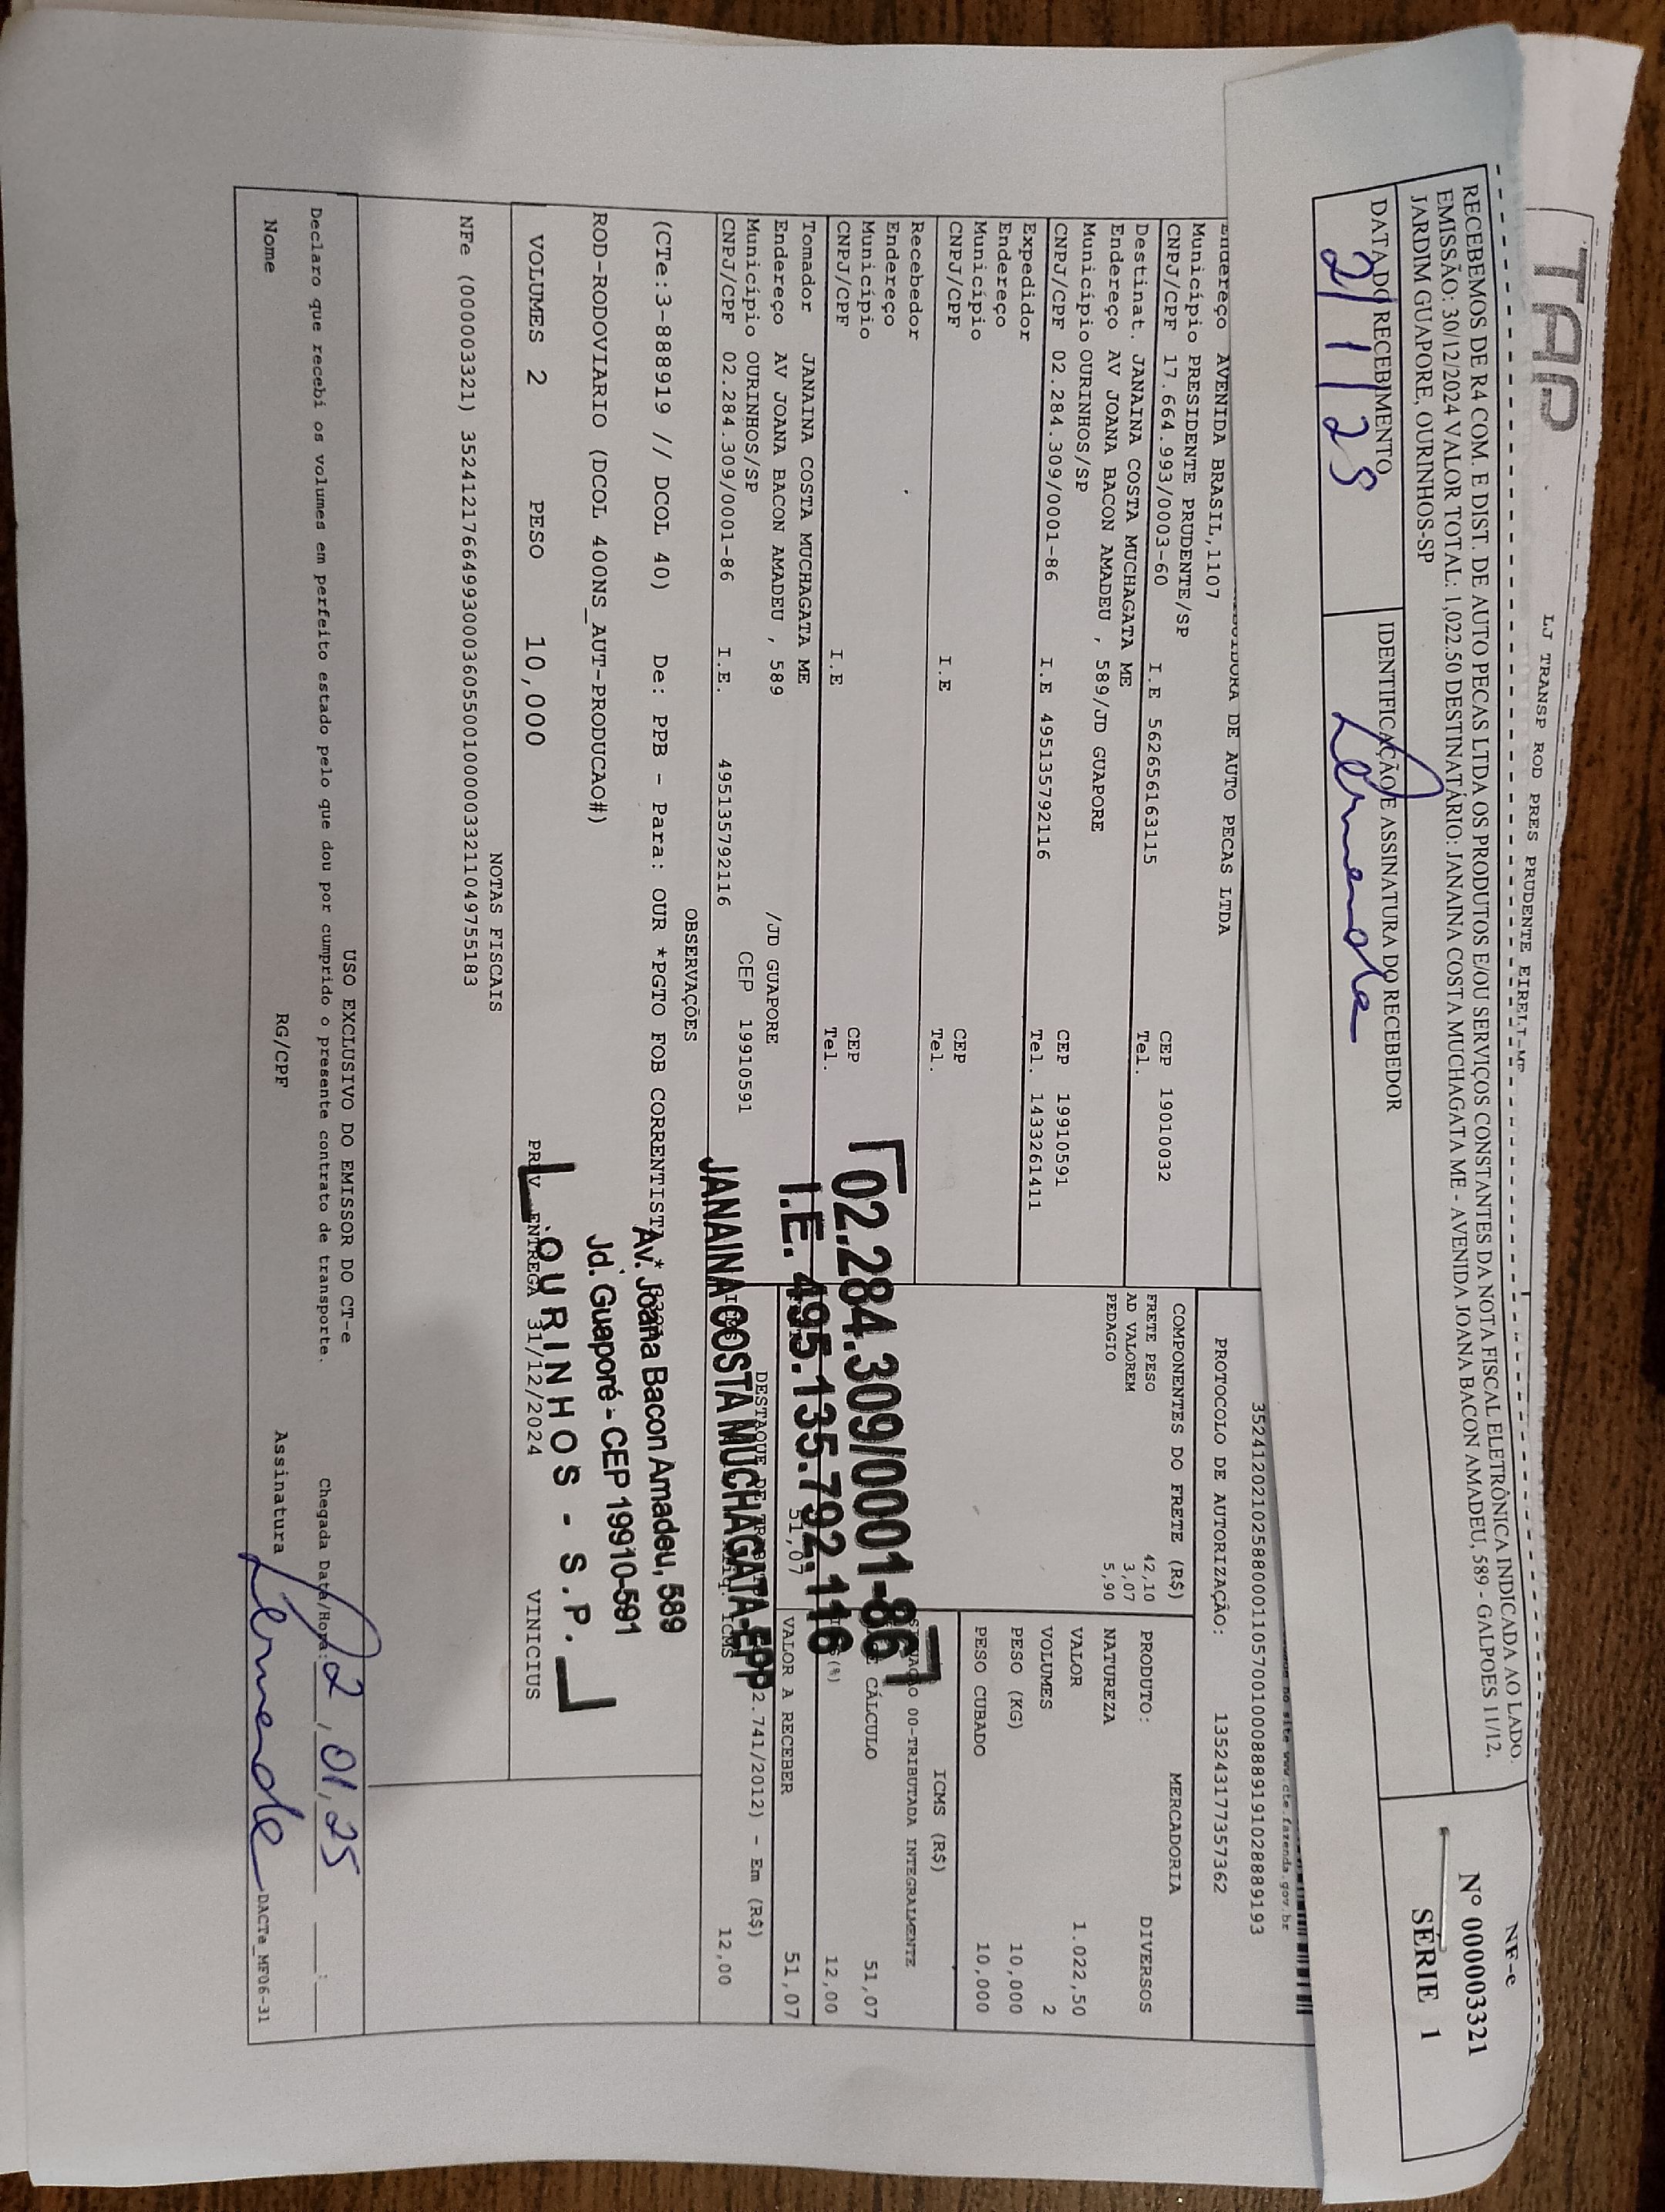 TAP
LJ TRANSP ROD PRES PRUDENTE EIRELI-ME
RECEBEMOS DE R4 COM. E DIST. DE AUTO PECAS LTDA OS PRODUTOS E/OU SERVIÇOS CONSTANTES DA NOTA FISCAL ELETRÔNICA INDICADA AO LADO.
EMISSÃO: 30/12/2024 VALOR TOTAL: 1,022.50 DESTINATÁRIO: JANAINA COSTA MUCHAGATA ME - AVENIDA JOANA BACON AMADEU, 589 - GALPOES 11/12,
JARDIM GUAPORE, OURINHOS-SP
NF-e
Nº 000003321
SÉRIE 1
DATA DO RECEBIMENTO
2/1/25
IDENTIFICAÇÃO E ASSINATURA DO RECEBEDOR
no site www.cte.fazenda.gov.br
35241202102588000110570010008889191028889193
PROTOCOLO DE AUTORIZAÇÃO: 135243177357362
DE AUTO PECAS LTDA
Endereço AVENIDA BRASIL, 1107
Município PRESIDENTE PRUDENTE/SP CEP 19010032
CNPJ/CPF 17.664.993/0003-60 I.E 562656163115 Tel.
Destinat. JANAINA COSTA MUCHAGATA ME
Endereço AV JOANA BACON AMADEU , 589/JD GUAPORE
Município OURINHOS/SP CEP 19910591
CNPJ/CPF 02.284.309/0001-86 I.E 495135792116 Tel. 1433261411
Expedidor
Endereço
Município CEP
CNPJ/CPF I.E Tel.
Recebedor
Endereço
Município CEP
CNPJ/CPF I.E Tel.
Tomador JANAINA COSTA MUCHAGATA ME
Endereço AV JOANA BACON AMADEU , 589 /JD GUAPORE
Município OURINHOS/SP CEP 19910591
CNPJ/CPF 02.284.309/0001-86 I.E. 495135792116
COMPONENTES DO FRETE (R$)
FRETE PESO 42,10
AD VALOREM 3,07
PEDAGIO 5,90
MERCADORIA
PRODUTO: DIVERSOS
NATUREZA
VALOR 1.022,50
VOLUMES 2
PESO (KG) 10,000
PESO CUBADO 10,000
ICMS (R$)
00-TRIBUTADA INTEGRALMENTE
CÁLCULO 51,07
(%) 12,00
51,07
VALOR A RECEBER 51,07
DESTAQUE DE 2.741/2012) - Em (R$)
ICMS 12,00
02.284.309/0001-86
I.E. 495.135.792.116
JANAINA COSTA MUCHAGATA-EPP
Av. Joana Bacon Amadeu, 589
Jd. Guaporé - CEP 19910-591
OURINHOS - S.P.
OBSERVAÇÕES
(CTe:3-888919 // DCOL 40) De: PPB - Para: OUR *PGTO FOB CORRENTISTA*
ROD-RODOVIARIO (DCOL 400NS_AUT-PRODUCAO#)
VOLUMES 2 PESO 10,000 PREV. ENTREGA 31/12/2024 VINICIUS
NOTAS FISCAIS
NFe (000003321) 35241217664993000360550010000033211049755183
USO EXCLUSIVO DO EMISSOR DO CT-e
Declaro que recebi os volumes em perfeito estado pelo que dou por cumprido o presente contrato de transporte. Chegada Data/Hora: 02, 01, 25 :
Nome RG/CPF Assinatura
DACTe_MF06-31